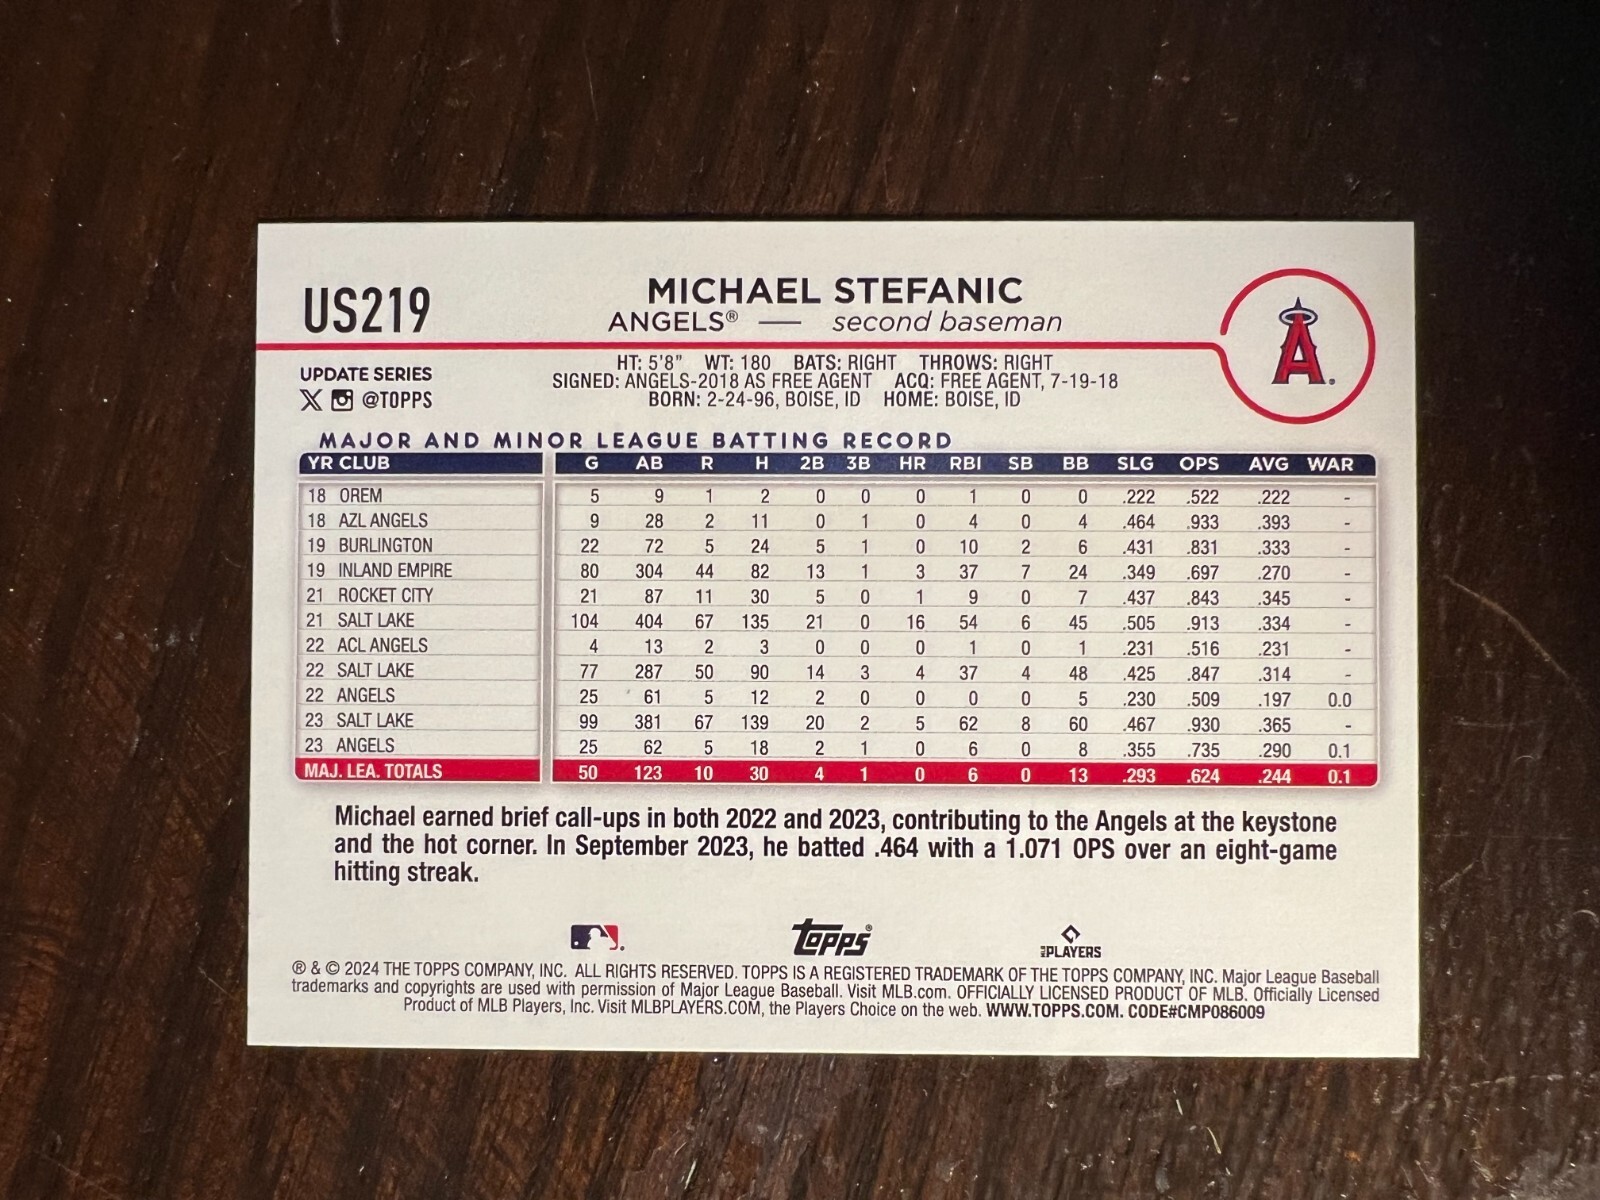 US219
MICHAEL STEFANIC
ANGELS® — second baseman
A
UPDATE SERIES
@TOPPS
HT: 5'8" WT: 180 BATS: RIGHT THROWS: RIGHT
SIGNED: ANGELS-2018 AS FREE AGENT ACQ: FREE AGENT, 7-19-18
BORN: 2-24-96, BOISE, ID HOME: BOISE, ID
MAJOR AND MINOR LEAGUE BATTING RECORD
YR CLUB G AB R H 2B 3B HR RBI SB BB SLG OPS AVG WAR
18 OREM 5 9 1 2 0 0 0 1 0 0 .222 .522 .222 -
18 AZL ANGELS 9 28 2 11 0 1 0 4 0 4 .464 .933 .393 -
19 BURLINGTON 22 72 5 24 5 1 0 10 2 6 .431 .831 .333 -
19 INLAND EMPIRE 80 304 44 82 13 1 3 37 7 24 .349 .697 .270 -
21 ROCKET CITY 21 87 11 30 5 0 1 9 0 7 .437 .843 .345 -
21 SALT LAKE 104 404 67 135 21 0 16 54 6 45 .505 .913 .334 -
22 ACL ANGELS 4 13 2 3 0 0 0 1 0 1 .231 .516 .231 -
22 SALT LAKE 77 287 50 90 14 3 4 37 4 48 .425 .847 .314 -
22 ANGELS 25 61 5 12 2 0 0 0 0 5 .230 .509 .197 0.0
23 SALT LAKE 99 381 67 139 20 2 5 62 8 60 .467 .930 .365 -
23 ANGELS 25 62 5 18 2 1 0 6 0 8 .355 .735 .290 0.1
MAJ. LEA. TOTALS 50 123 10 30 4 1 0 6 0 13 .293 .624 .244 0.1
Michael earned brief call-ups in both 2022 and 2023, contributing to the Angels at the keystone
and the hot corner. In September 2023, he batted .464 with a 1.071 OPS over an eight-game
hitting streak.
Topps®
MLB PLAYERS
® & © 2024 THE TOPPS COMPANY, INC. ALL RIGHTS RESERVED. TOPPS IS A REGISTERED TRADEMARK OF THE TOPPS COMPANY, INC. Major League Baseball
trademarks and copyrights are used with permission of Major League Baseball. Visit MLB.com. OFFICIALLY LICENSED PRODUCT OF MLB. Officially Licensed
Product of MLB Players, Inc. Visit MLBPLAYERS.COM, the Players Choice on the web. WWW.TOPPS.COM. CODE#CMP086009